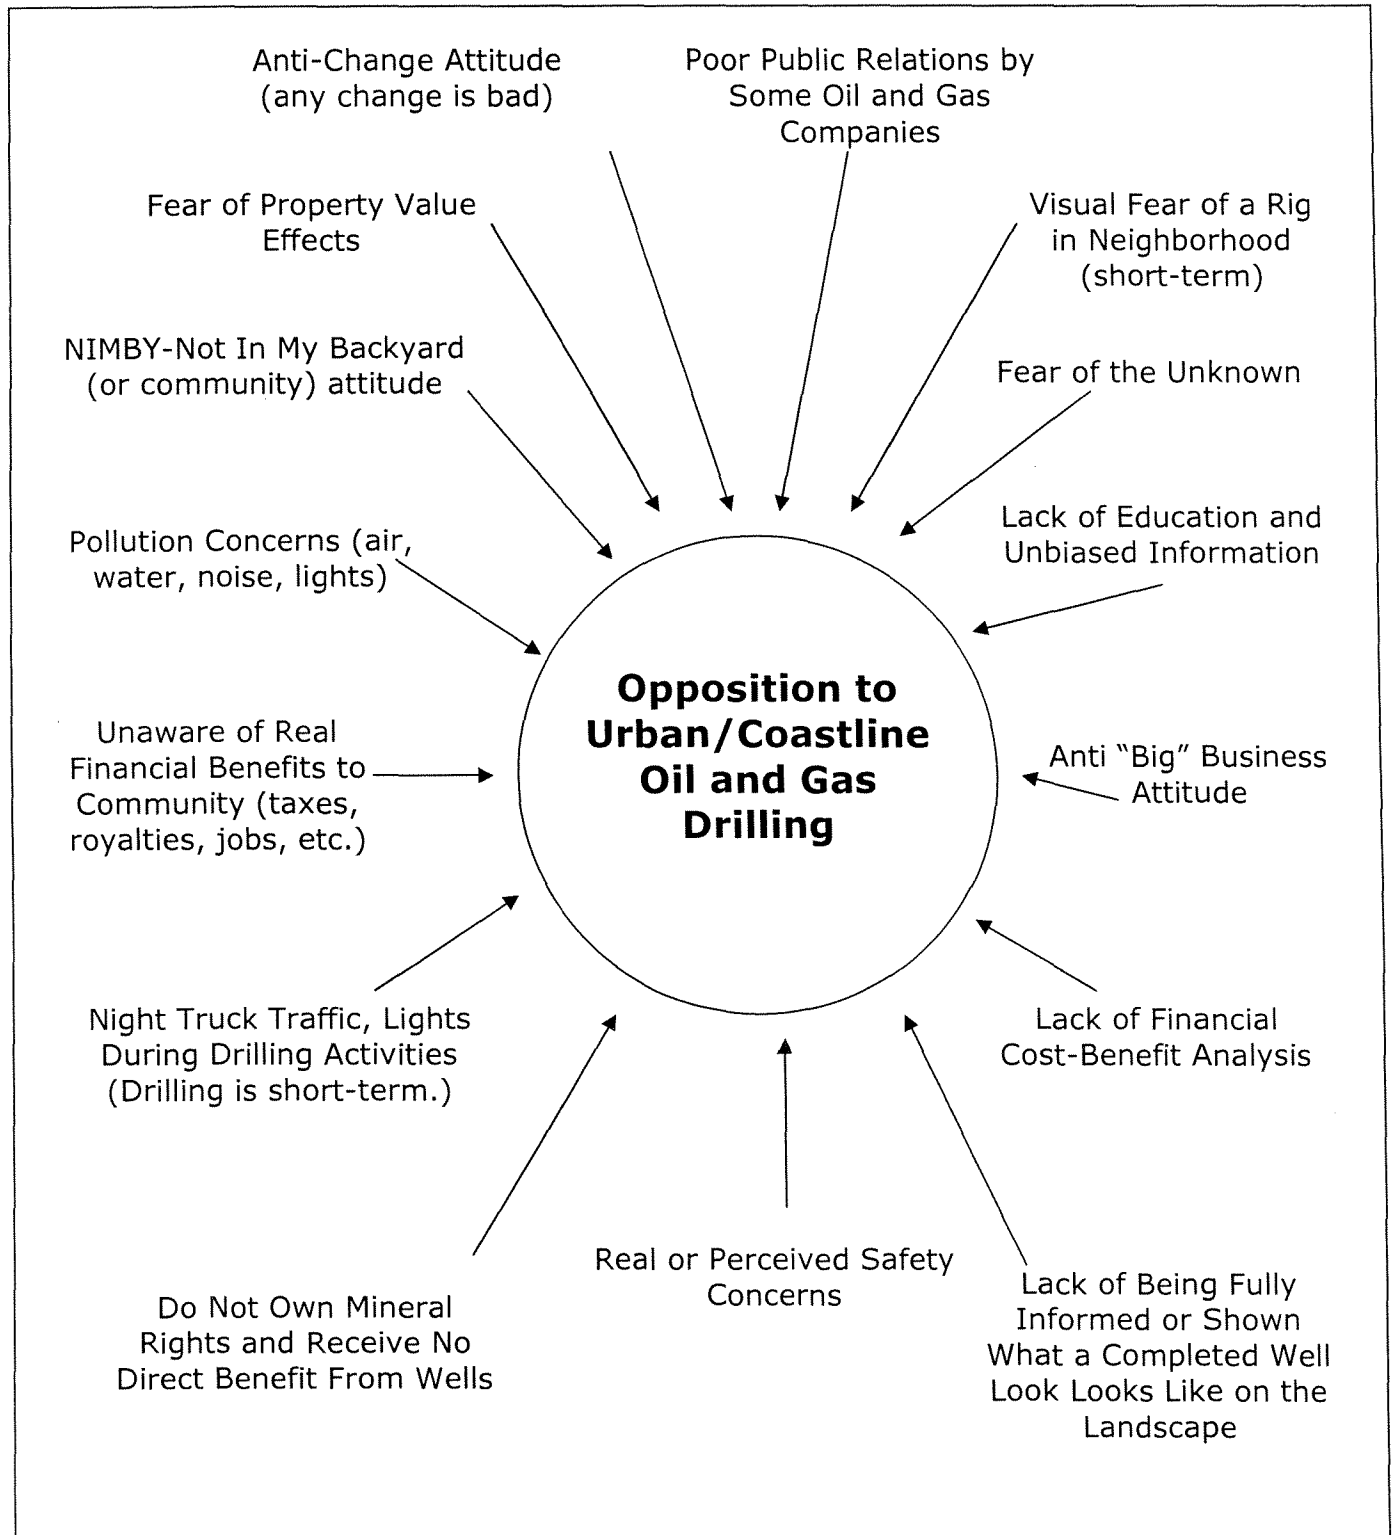 Anti-Change Attitude
(any change is bad)
Poor Public Relations by
Some Oil and Gas
Companies
Fear of Property Value
Effects
Visual Fear of a Rig
in Neighborhood
(short-term)
NIMBY-Not In My Backyard
(or community) attitude
Fear of the Unknown
Pollution Concerns (air,
water, noise, lights)
Lack of Education and
Unbiased Information
Opposition to
Urban/Coastline
Oil and Gas
Drilling
Unaware of Real
Financial Benefits to
Community (taxes,
royalties, jobs, etc.)
Anti “Big” Business
Attitude
Night Truck Traffic, Lights
During Drilling Activities
(Drilling is short-term.)
Lack of Financial
Cost-Benefit Analysis
Do Not Own Mineral
Rights and Receive No
Direct Benefit From Wells
Real or Perceived Safety
Concerns
Lack of Being Fully
Informed or Shown
What a Completed Well
Look Looks Like on the
Landscape